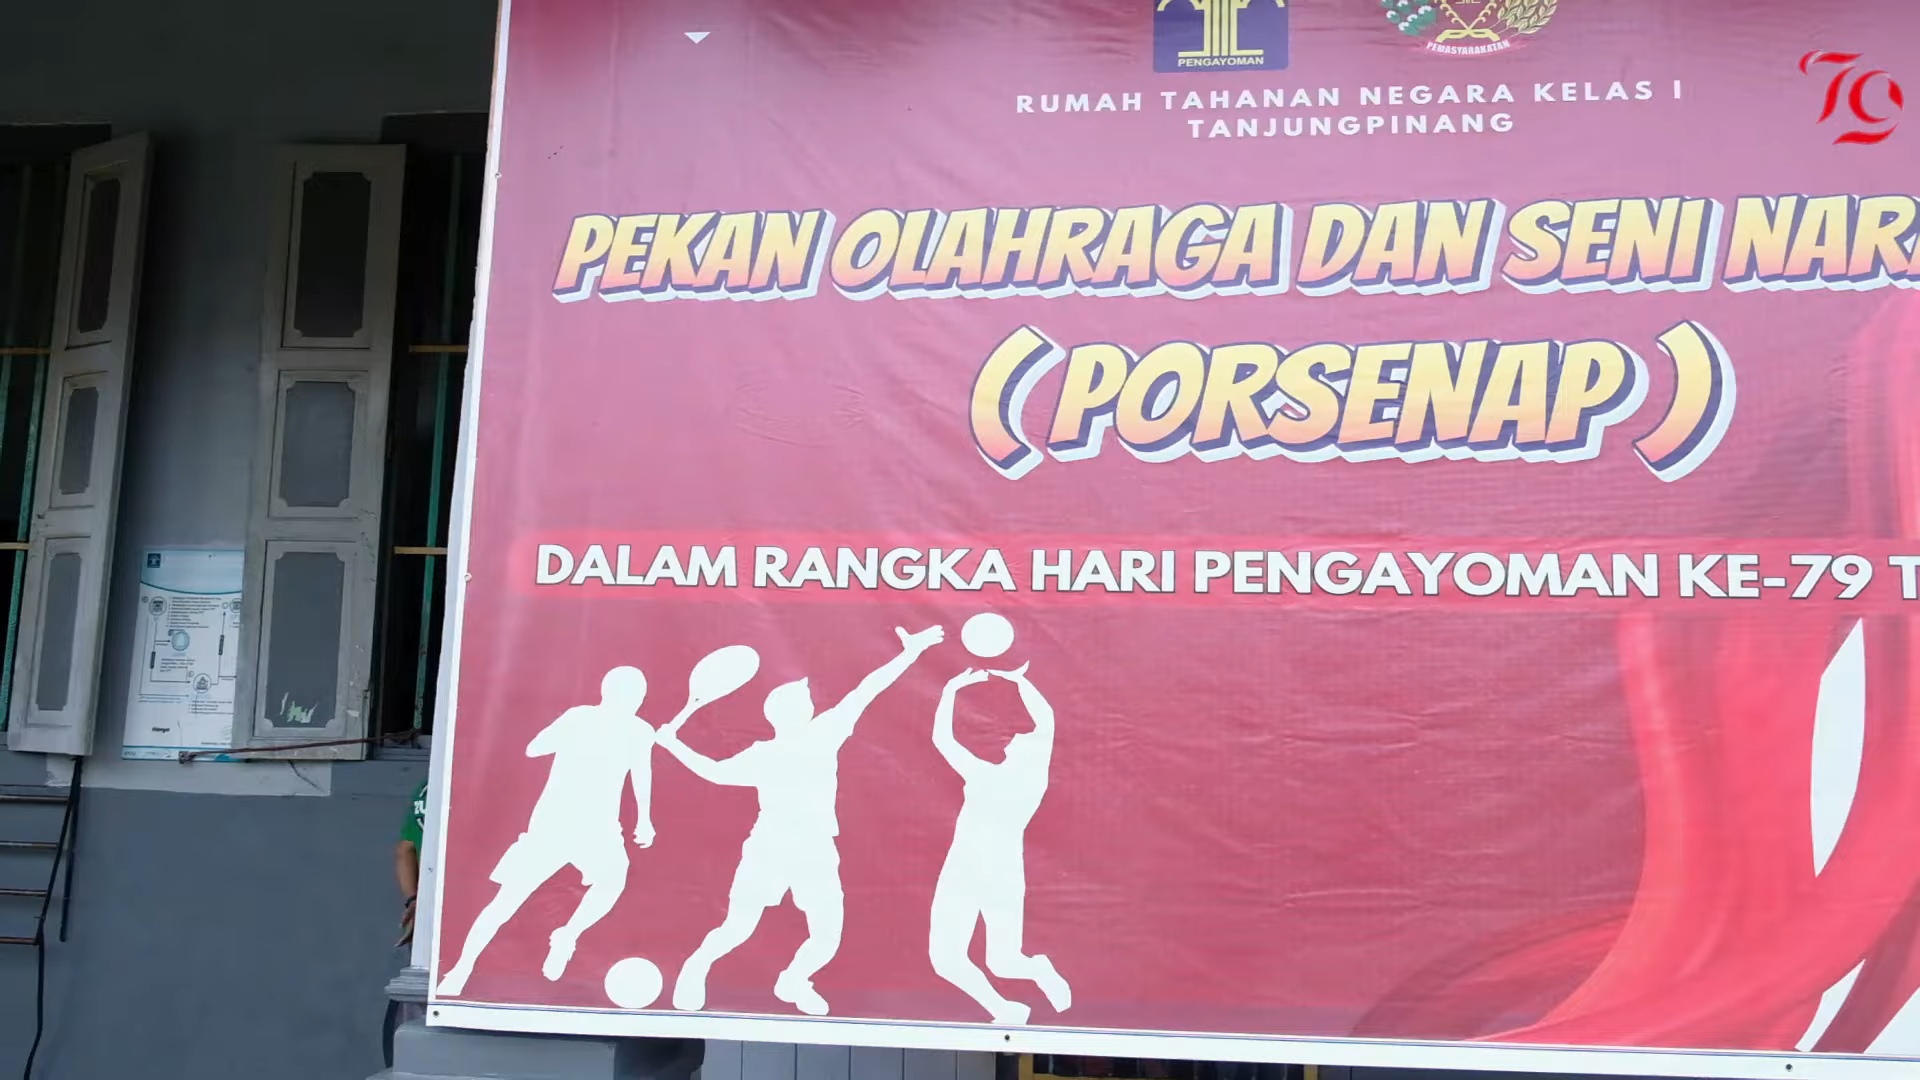 PENGAYOMAN
PEMASYARAKATAN
RUMAH TAHANAN NEGARA KELAS I
TANJUNGPINANG
79
PEKAN OLAHRAGA DAN SENI NAR
( PORSENAP )
DALAM RANGKA HARI PENGAYOMAN KE-79 T